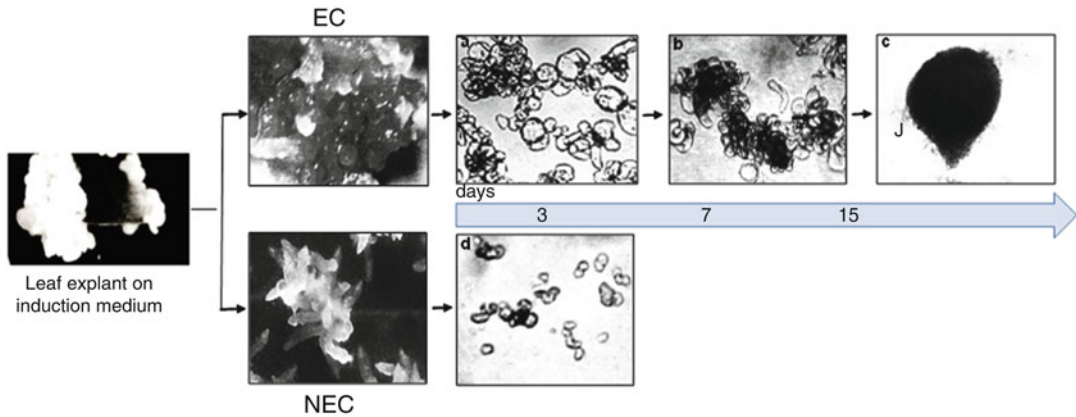 EC
a
b
c
J
days
3 7 15
Leaf explant on
induction medium
d
NEC